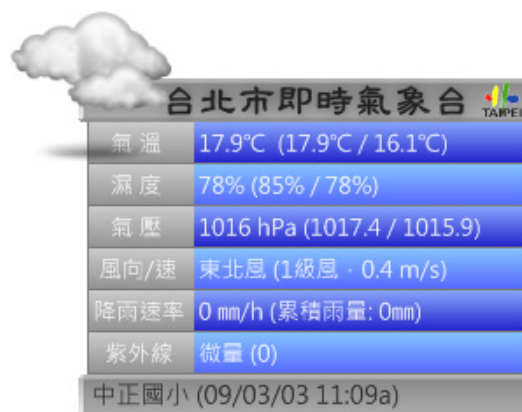 台北市即時氣象台 TAIPEI
氣溫 17.9℃ (17.9℃ / 16.1℃)
濕度 78% (85% / 78%)
氣壓 1016 hPa (1017.4 / 1015.9)
風向/速 東北風 (1級風‧0.4 m/s)
降雨速率 0 mm/h (累積雨量: 0mm)
紫外線 微量 (0)
中正國小 (09/03/03 11:09a)